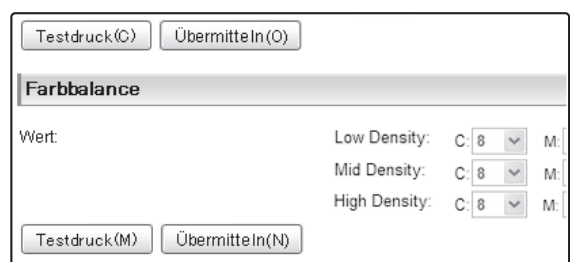 Testdruck(C) Übermitteln(O)
Farbbalance
Wert: Low Density: C: 8 M:
Mid Density: C: 8 M:
High Density: C: 8 M:
Testdruck(M) Übermitteln(N)